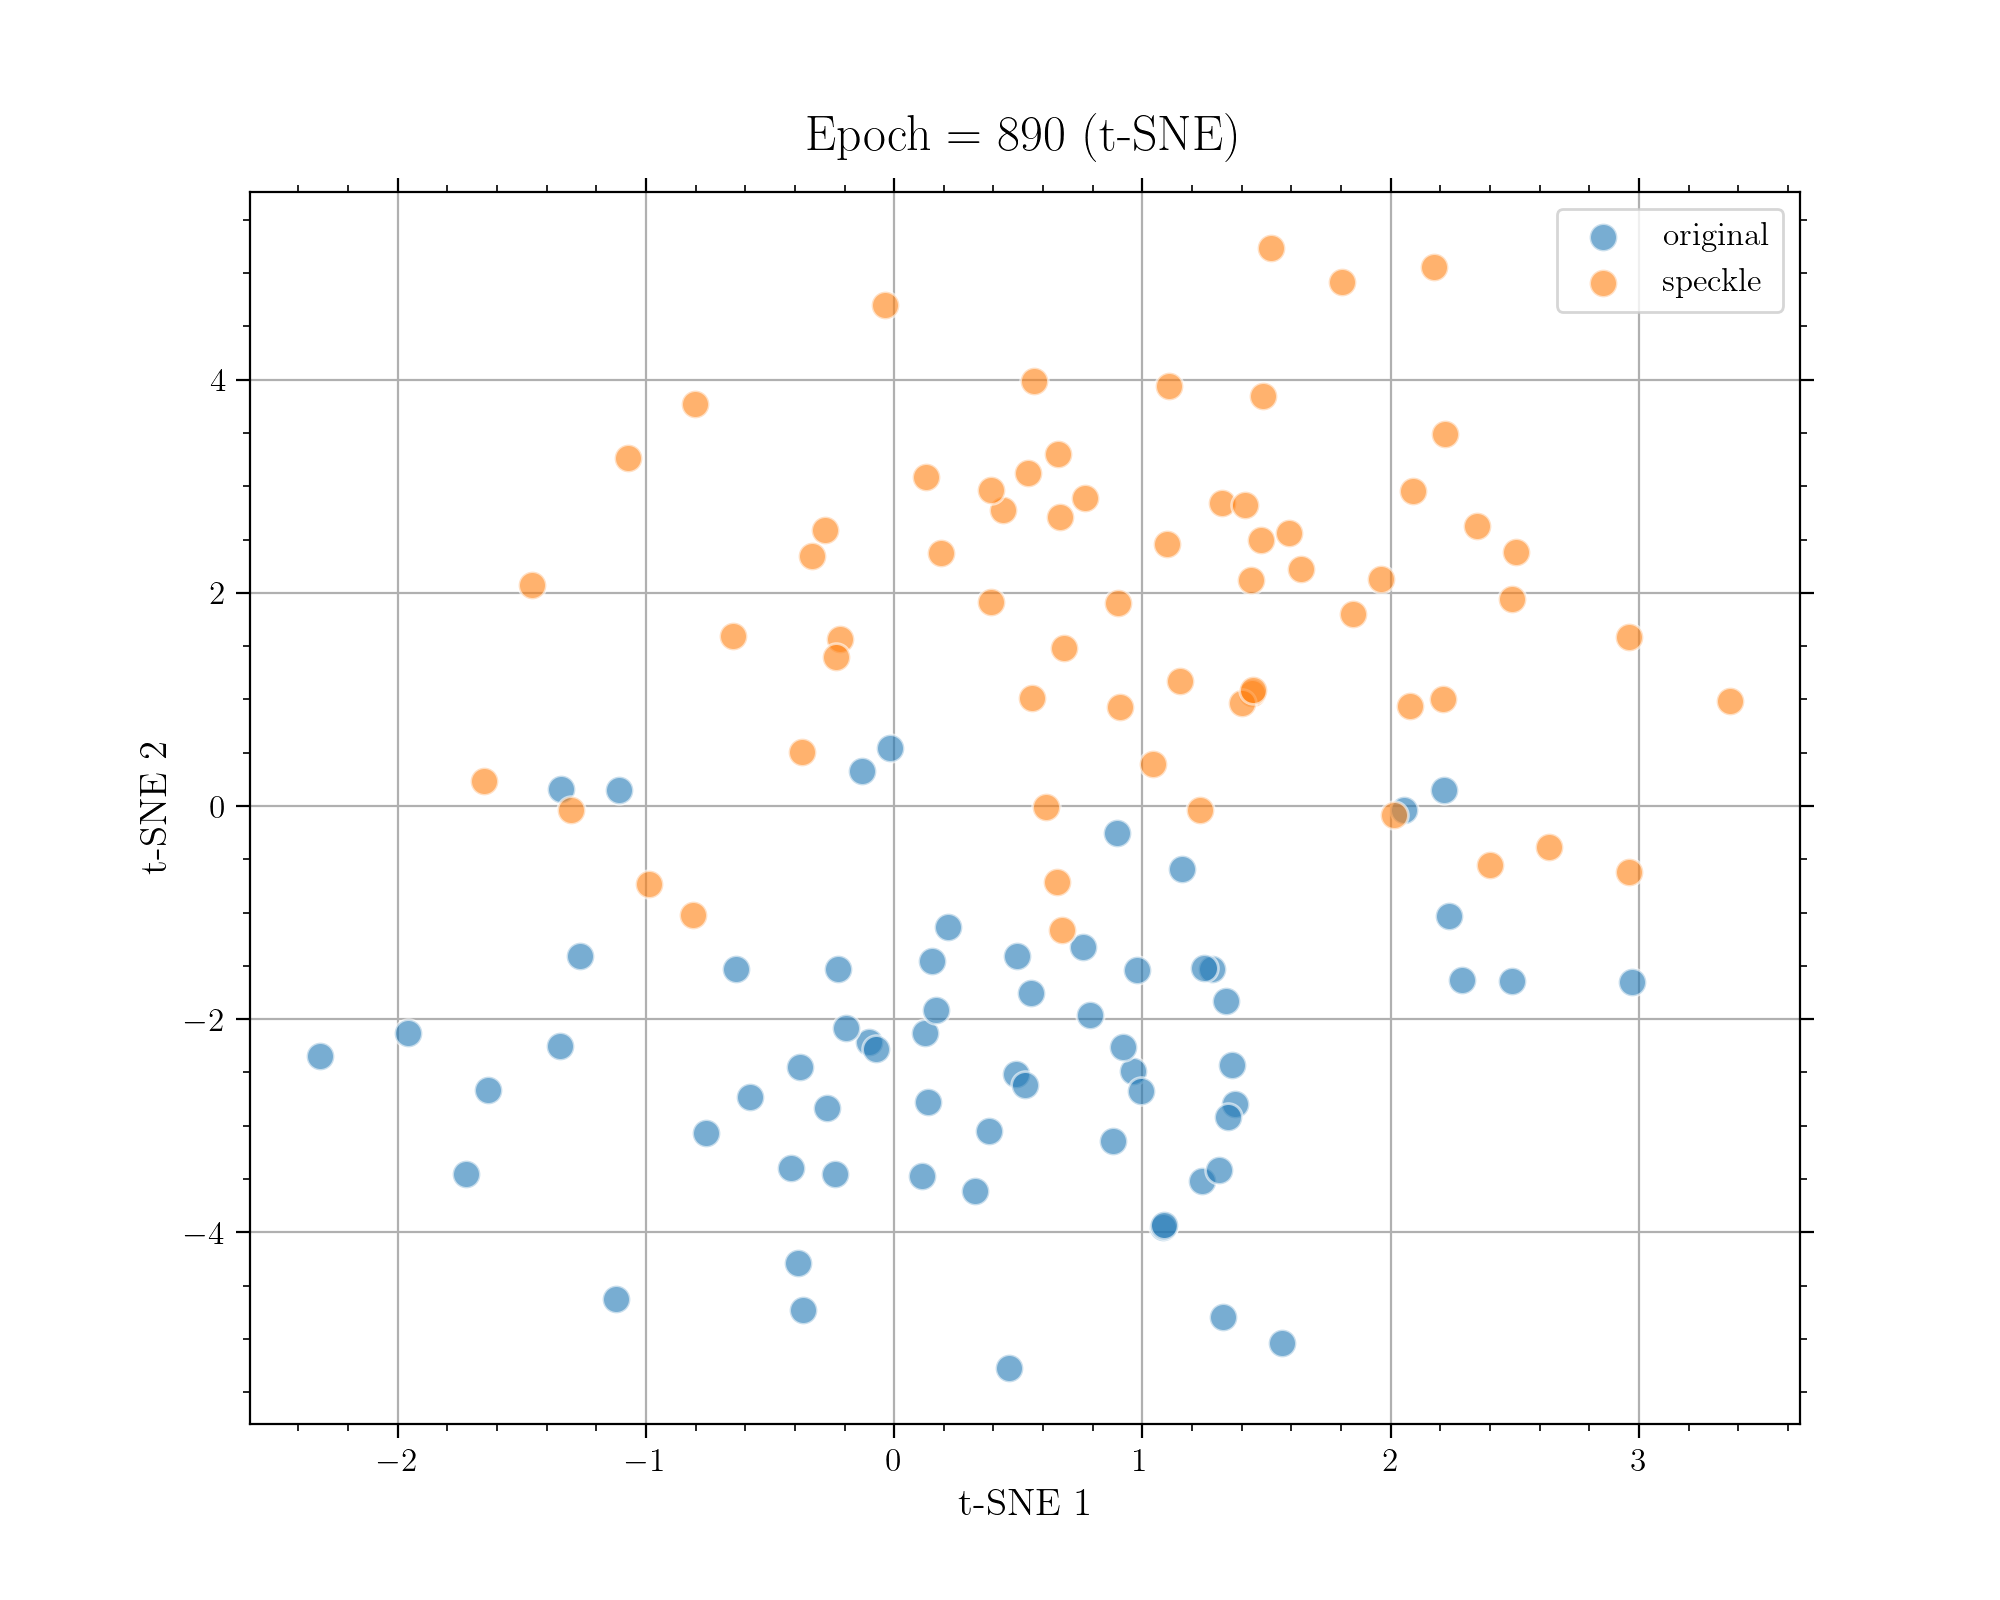 Epoch = 890 (t-SNE)
original
speckle
4
2
0
−2
−4
t-SNE 2
−2
−1
0
1
2
3
t-SNE 1